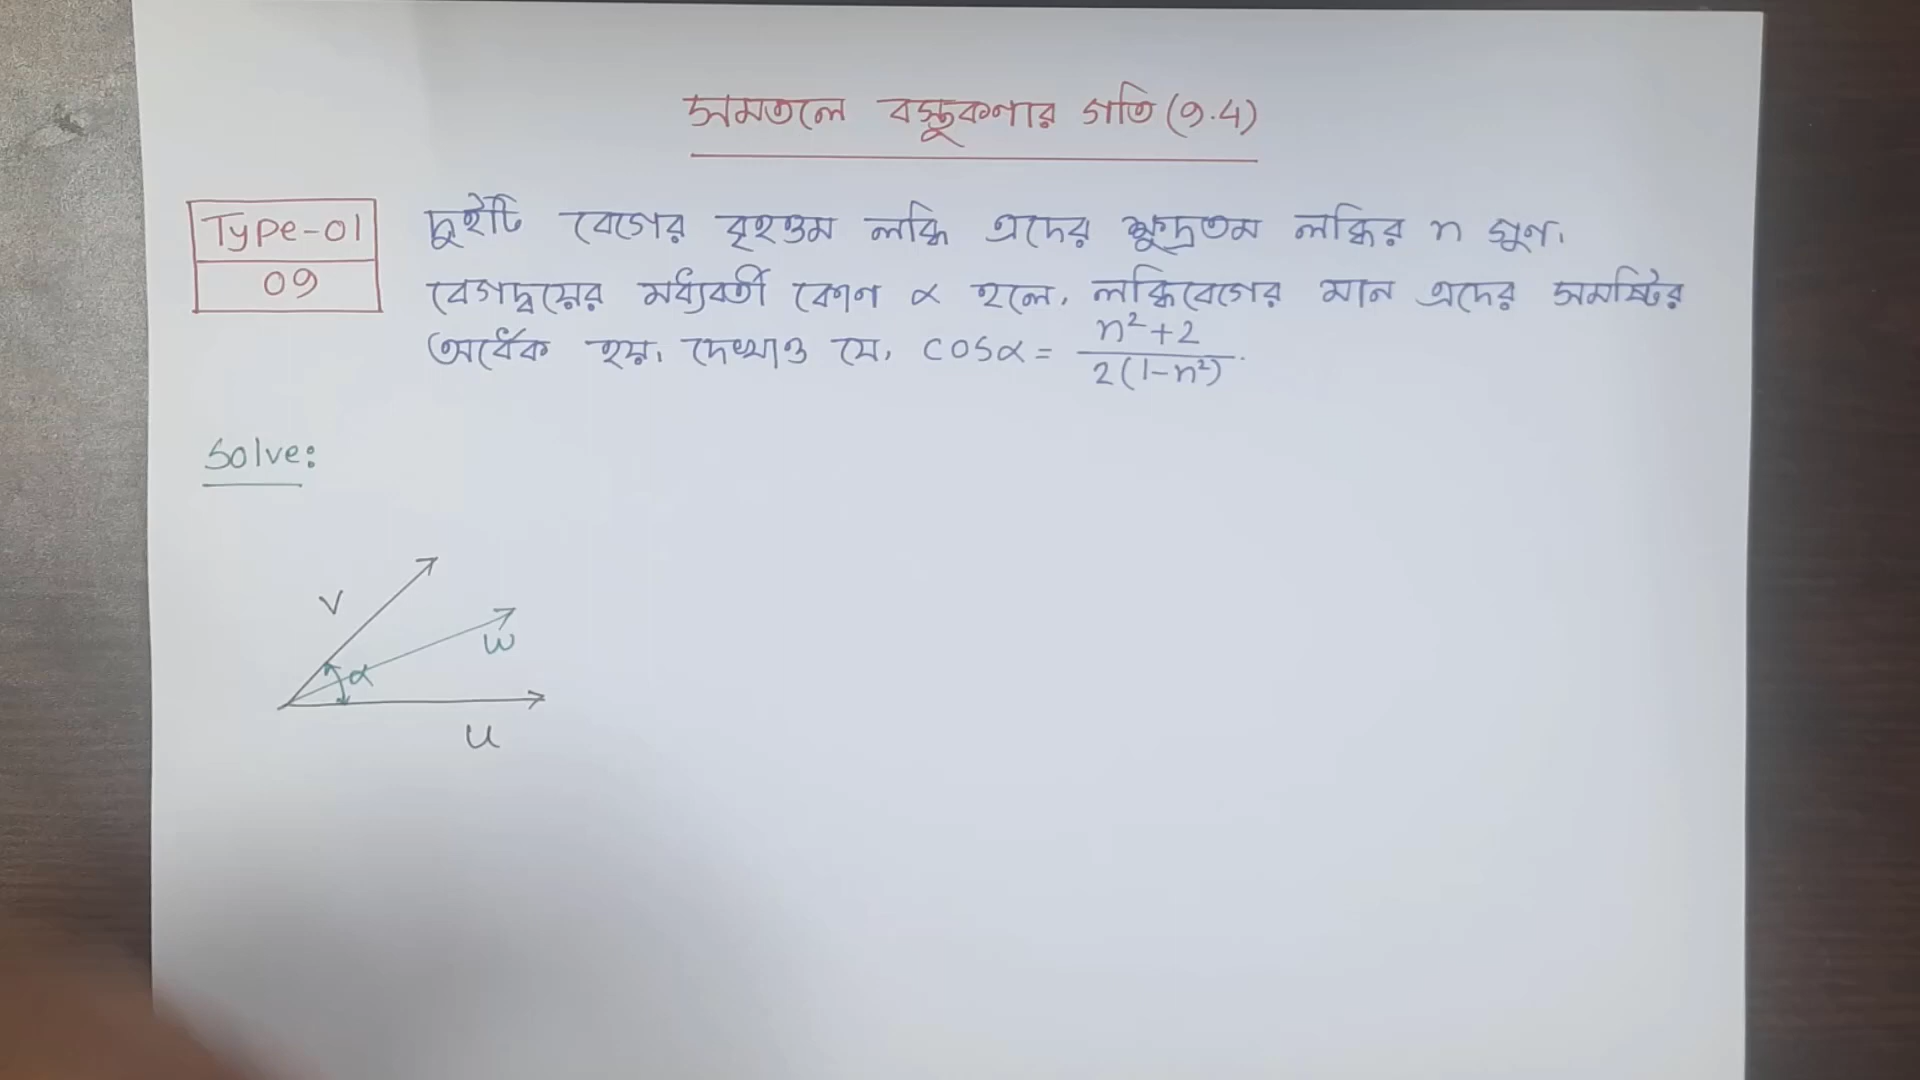 সমতলে বস্তুকণার গতি (9.4)
Type-01
09
দুইটি বেগের বৃহত্তম লব্ধি এদের ক্ষুদ্রতম লব্ধির n গুণ।
বেগদ্বয়ের মধ্যবর্তী কোণ α হলে, লব্ধিবেগের মান এদের সমষ্টির
অর্ধেক হয়। দেখাও যে, cosα = n²+2 / 2(1-n²).
Solve:
v
w
α
u